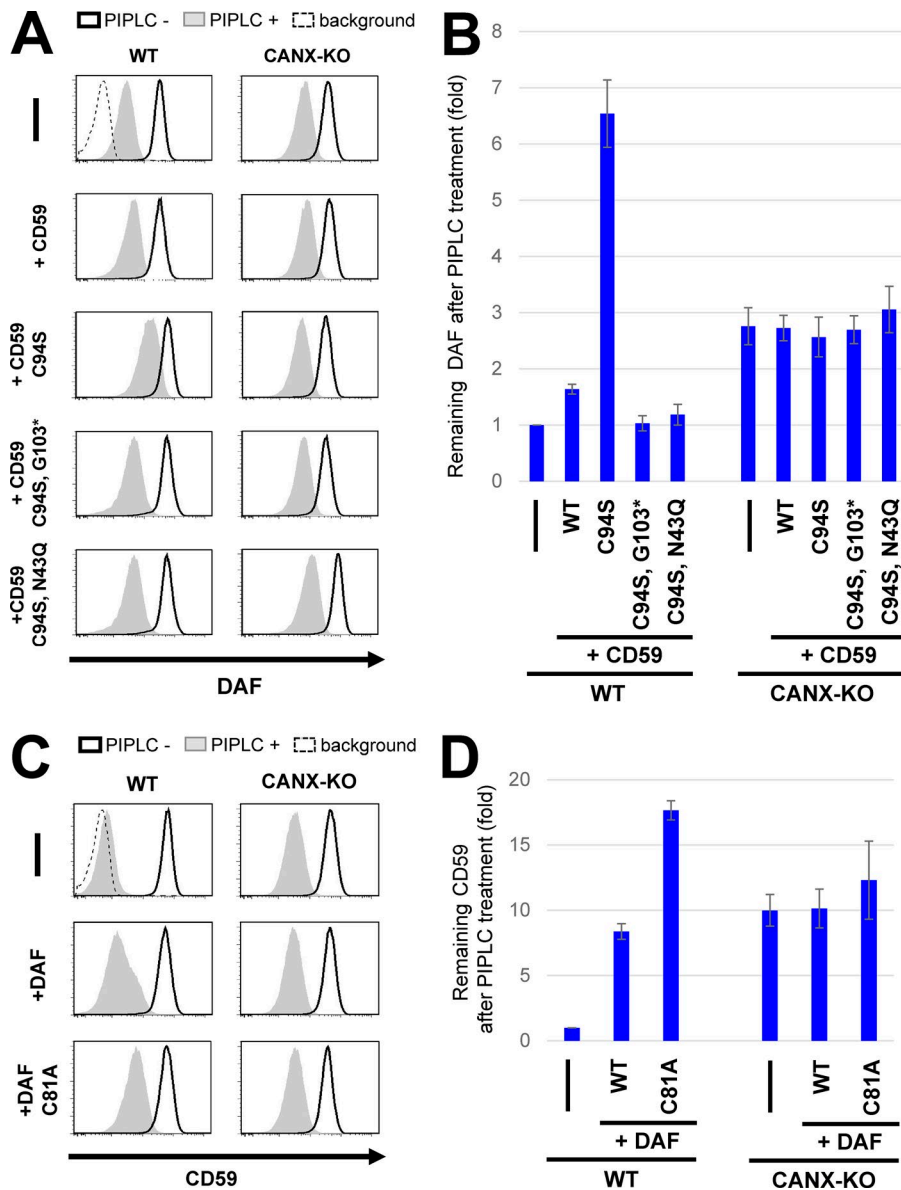 A
PIPLC - PIPLC + background
WT CANX-KO
+ CD59
+ CD59
C94S
+ CD59
C94S, G103*
+CD59
C94S, N43Q
DAF
B
Remaining DAF after PIPLC treatment (fold)
8
7
6
5
4
3
2
1
0
WT
C94S
C94S, G103*
C94S, N43Q
WT
C94S
C94S, G103*
C94S, N43Q
+ CD59 + CD59
WT CANX-KO
C
PIPLC - PIPLC + background
WT CANX-KO
+DAF
+DAF
C81A
CD59
D
Remaining CD59
after PIPLC treatment (fold)
20
15
10
5
0
WT
C81A
WT
C81A
+ DAF + DAF
WT CANX-KO